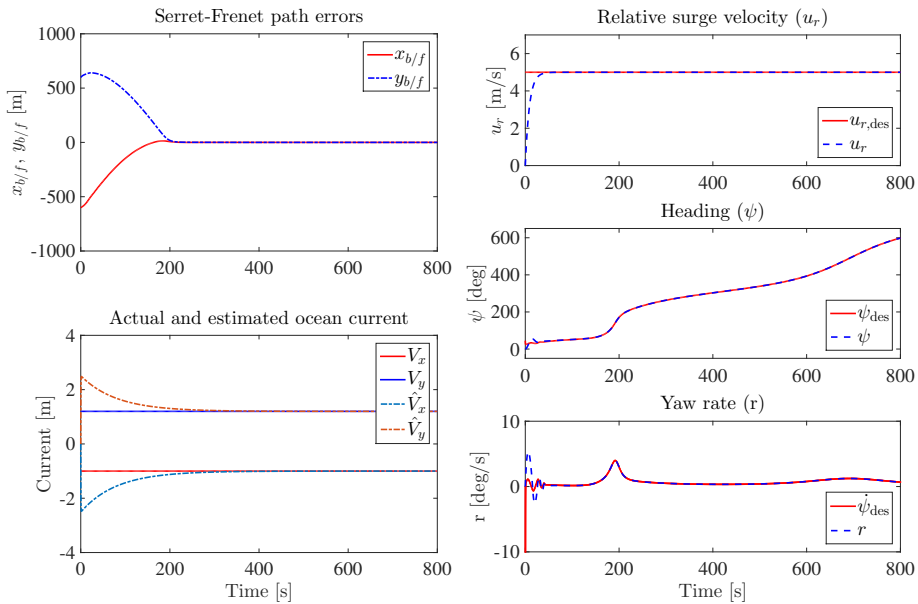 Serret-Frenet path errors
1000
500
0
-500
-1000
x_{b/f}, y_{b/f} [m]
x_{b/f}
y_{b/f}
0 200 400 600 800
Actual and estimated ocean current
4
2
0
-2
-4
Current [m]
V_x
V_y
V̂_x
V̂_y
0 200 400 600 800
Time [s]
Relative surge velocity (u_r)
6
4
2
0
u_r [m/s]
u_{r,des}
u_r
0 200 400 600 800
Heading (ψ)
600
400
200
0
ψ [deg]
ψ_{des}
ψ
0 200 400 600 800
Yaw rate (r)
10
0
-10
r [deg/s]
ψ̇_{des}
r
0 200 400 600 800
Time [s]